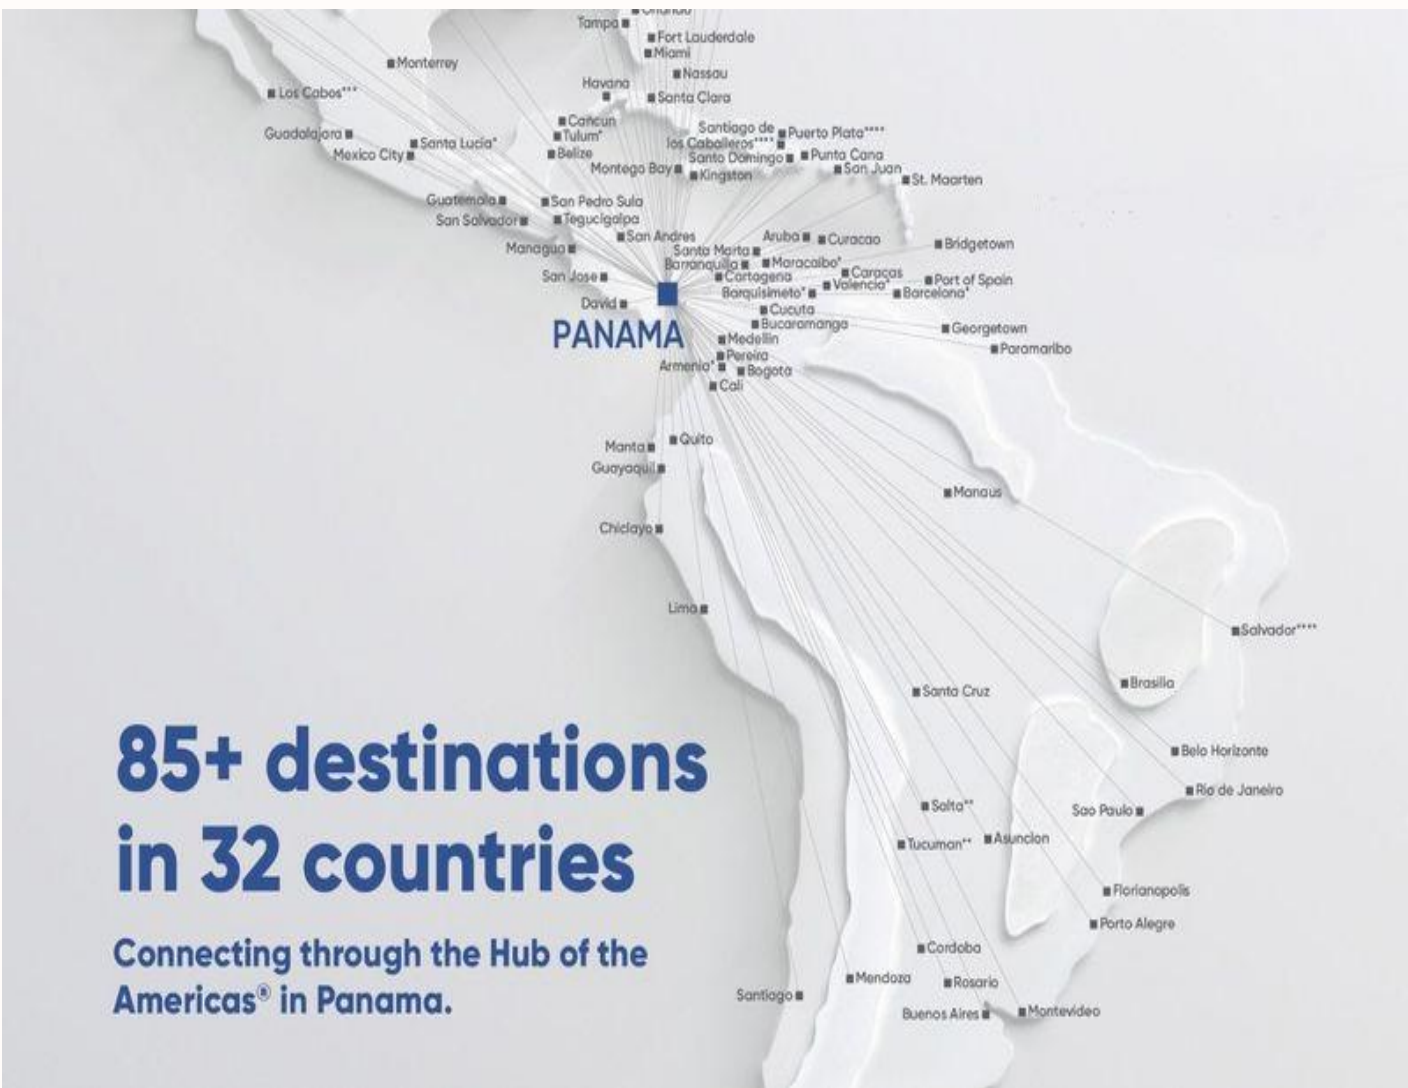 Orlando
Tampa
Fort Lauderdale
Miami
Monterrey
Nassau
Havana
Los Cabos***
Santa Clara
Cancun
Santiago de
los Caballeros****
Puerto Plata****
Guadalajara
Tulum*
Santa Lucia*
Mexico City
Belize
Santo Domingo
Punta Cana
Montego Bay
Kingston
San Juan
St. Maarten
Guatemala
San Pedro Sula
San Salvador
Tegucigalpa
San Andres
Aruba
Curacao
Bridgetown
Managua
Santa Marta
Barranquilla
Maracaibo*
San Jose
Cartagena
Caracas
Valencia*
Port of Spain
Barquisimeto*
Barcelona*
David
Cucuta
PANAMA
Bucaramanga
Georgetown
Medellin
Paramaribo
Pereira
Armenia*
Bogota
Cali
Manta
Quito
Guayaquil
Manaus
Chiclayo
Lima
Salvador****
Brasilia
Santa Cruz
85+ destinations
in 32 countries
Belo Horizonte
Rio de Janeiro
Salta**
Sao Paulo
Tucuman**
Asuncion
Florianopolis
Porto Alegre
Connecting through the Hub of the
Americas® in Panama.
Cordoba
Mendoza
Rosario
Santiago
Buenos Aires
Montevideo